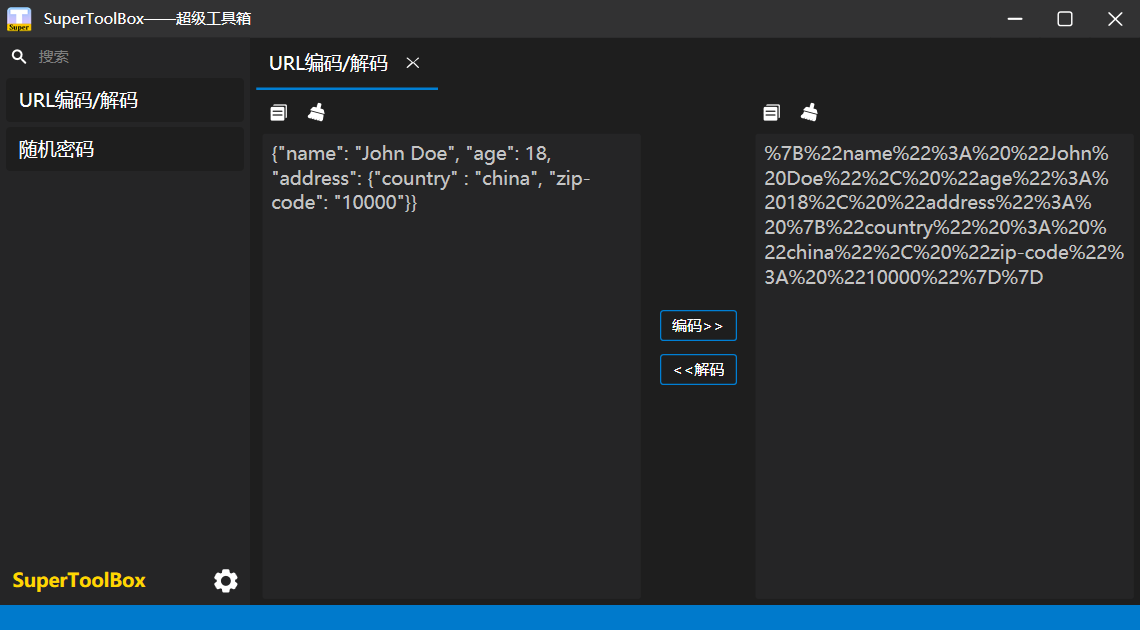 Super
SuperToolBox——超级工具箱
搜索
URL编码/解码
随机密码
URL编码/解码
{"name": "John Doe", "age": 18,
"address": {"country" : "china", "zip-
code": "10000"}}
编码>>
<<解码
%7B%22name%22%3A%20%22John%
20Doe%22%2C%20%22age%22%3A%
2018%2C%20%22address%22%3A%
20%7B%22country%22%20%3A%20%
22china%22%2C%20%22zip-code%22%
3A%20%2210000%22%7D%7D
SuperToolBox